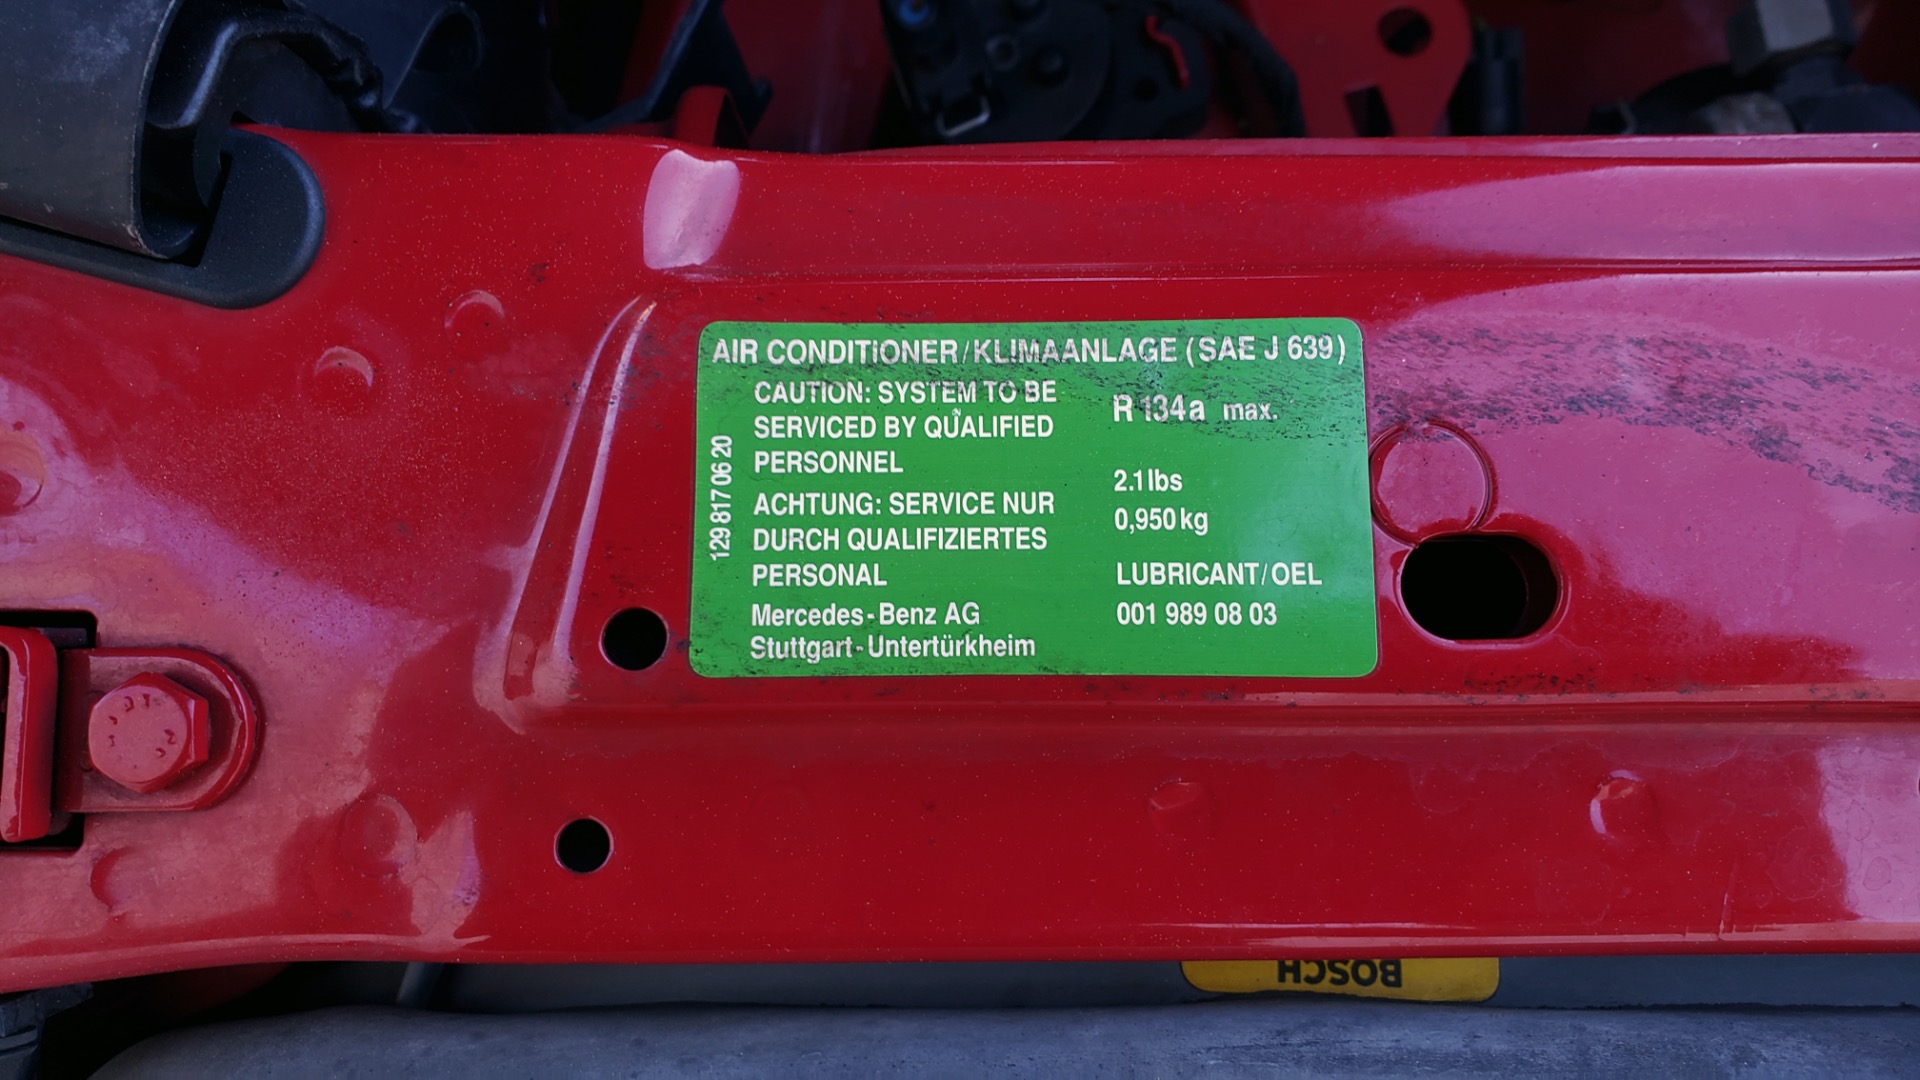 AIR CONDITIONER/KLIMAANLAGE (SAE J 639)
CAUTION: SYSTEM TO BE
SERVICED BY QUALIFIED
PERSONNEL
ACHTUNG: SERVICE NUR
DURCH QUALIFIZIERTES
PERSONAL
Mercedes-Benz AG
Stuttgart-Untertürkheim
R 134a max.
2.1 lbs
0,950 kg
LUBRICANT/OEL
001 989 08 03
129 817 06 20
BOSCH